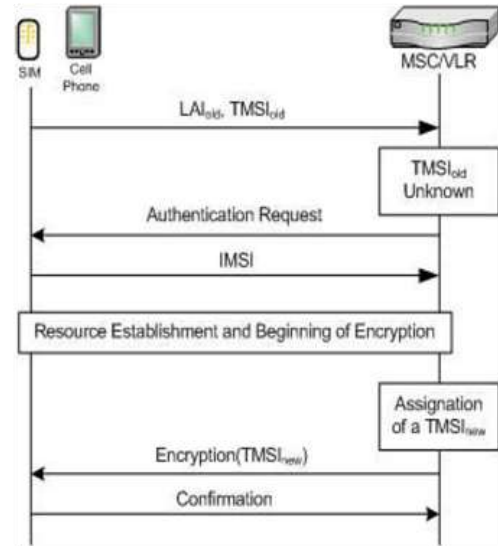 SIM
Cell
Phone
MSC/VLR
LAIold, TMSIold
TMSIold
Unknown
Authentication Request
IMSI
Resource Establishment and Beginning of Encryption
Assignation
of a TMSInew
Encryption(TMSInew)
Confirmation